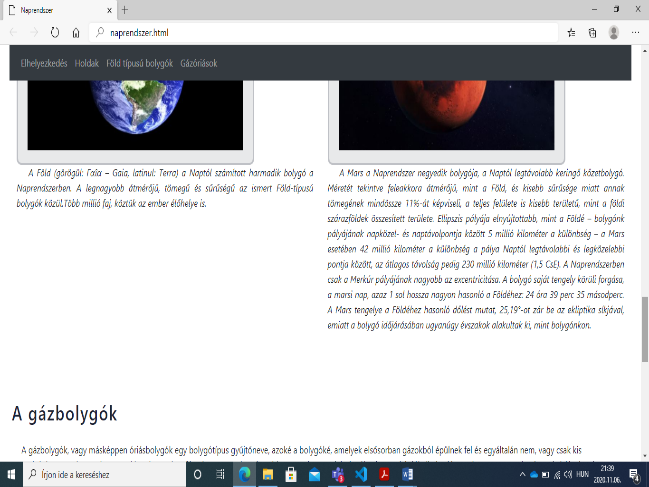 Naprendszer
naprendszer.html
Elhelyezkedés Holdak Föld típusú bolygók Gázóriások
A Föld (görögül: Γαῖα – Gaia, latinul: Terra) a Naptól számított harmadik bolygó a
Naprendszerben. A legnagyobb átmérőjű, tömegű és sűrűségű az ismert Föld-típusú
bolygók közül.Több millió faj, köztük az ember élőhelye is.
A Mars a Naprendszer negyedik bolygója, a Naptól legtávolabb keringő kőzetbolygó.
Méretét tekintve feleakkora átmérőjű, mint a Föld, és kisebb sűrűsége miatt annak
tömegének mindössze 11%-át képviseli, a teljes felülete is kisebb területű, mint a földi
szárazföldek összesített területe. Ellipszis pályája elnyújtottabb, mint a Földé – bolygónk
pályájának napközel- és naptávolpontja között 5 millió kilométer a különbség – a Mars
esetében 42 millió kilométer a különbség a pálya Naptól legtávolabbi és legközelebbi
pontja között, az átlagos távolság pedig 230 millió kilométer (1,5 CsE). A Naprendszerben
csak a Merkúr pályájának nagyobb az excentricitása. A bolygó saját tengely körüli forgása,
a marsi nap, azaz 1 sol hossza nagyon hasonló a Földéhez: 24 óra 39 perc 35 másodperc.
A Mars tengelye a Földéhez hasonló dőlést mutat, 25,19°-ot zár be az ekliptika síkjával,
emiatt a bolygó időjárásában ugyanúgy évszakok alakultak ki, mint bolygónkon.
A gázbolygók
A gázbolygók, vagy másképpen óriásbolygók egy bolygótípus gyűjtőneve, azoké a bolygóké, amelyek elsősorban gázokból épülnek fel és egyáltalán nem, vagy csak kis
Írjon ide a kereséshez
HUN
21:39
2020.11.06.
3
4